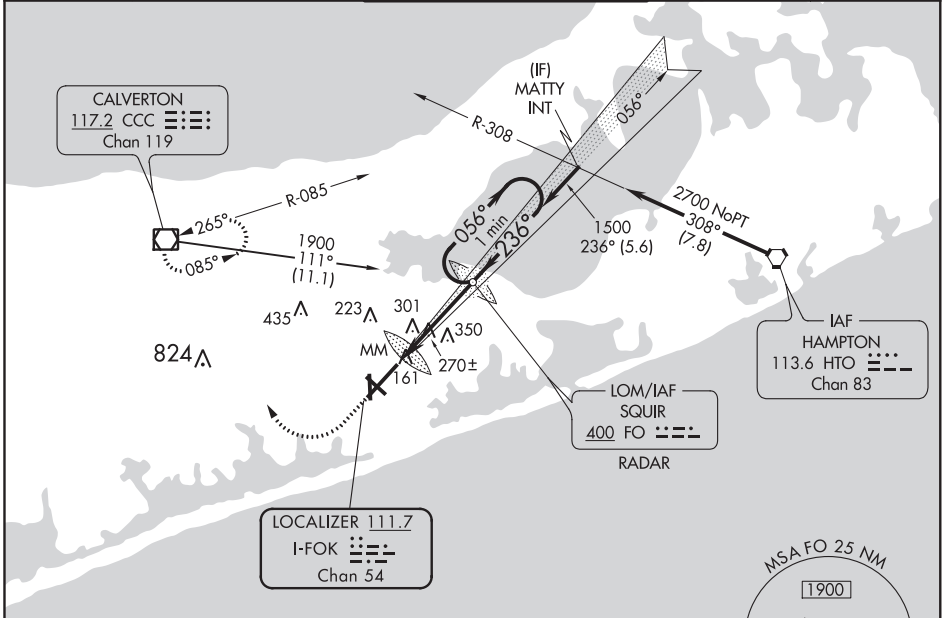 CALVERTON
117.2 CCC
Chan 119
(IF)
MATTY
INT
R-308
056°
R-085
265°
085°
1900
111°
(11.1)
056°
1 min
236°
1500
236° (5.6)
2700 NoPT
308°
(7.8)
435
223
301
350
270±
824
MM
161
IAF
HAMPTON
113.6 HTO
Chan 83
LOM/IAF
SQUIR
400 FO
RADAR
LOCALIZER 111.7
I-FOK
Chan 54
MSA FO 25 NM
1900